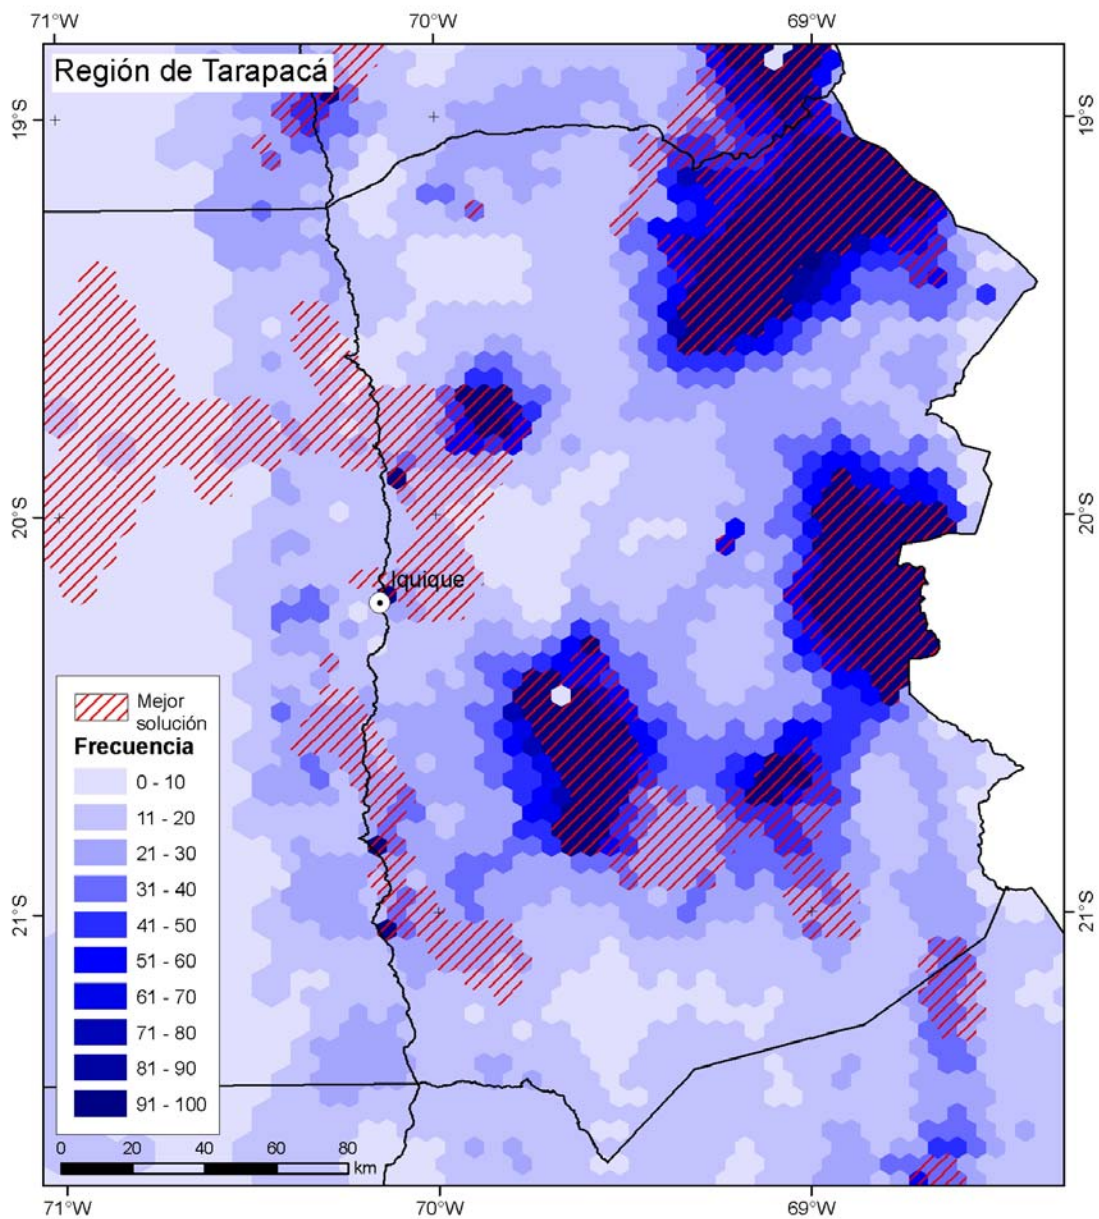 71°W 70°W 69°W
Región de Tarapacá
19°S 19°S
20°S 20°S
Iquique
Mejor
solución
Frecuencia
0 - 10
11 - 20
21 - 30
31 - 40
41 - 50
51 - 60
61 - 70
71 - 80
81 - 90
91 - 100
21°S 21°S
0 20 40 60 80
km
71°W 70°W 69°W